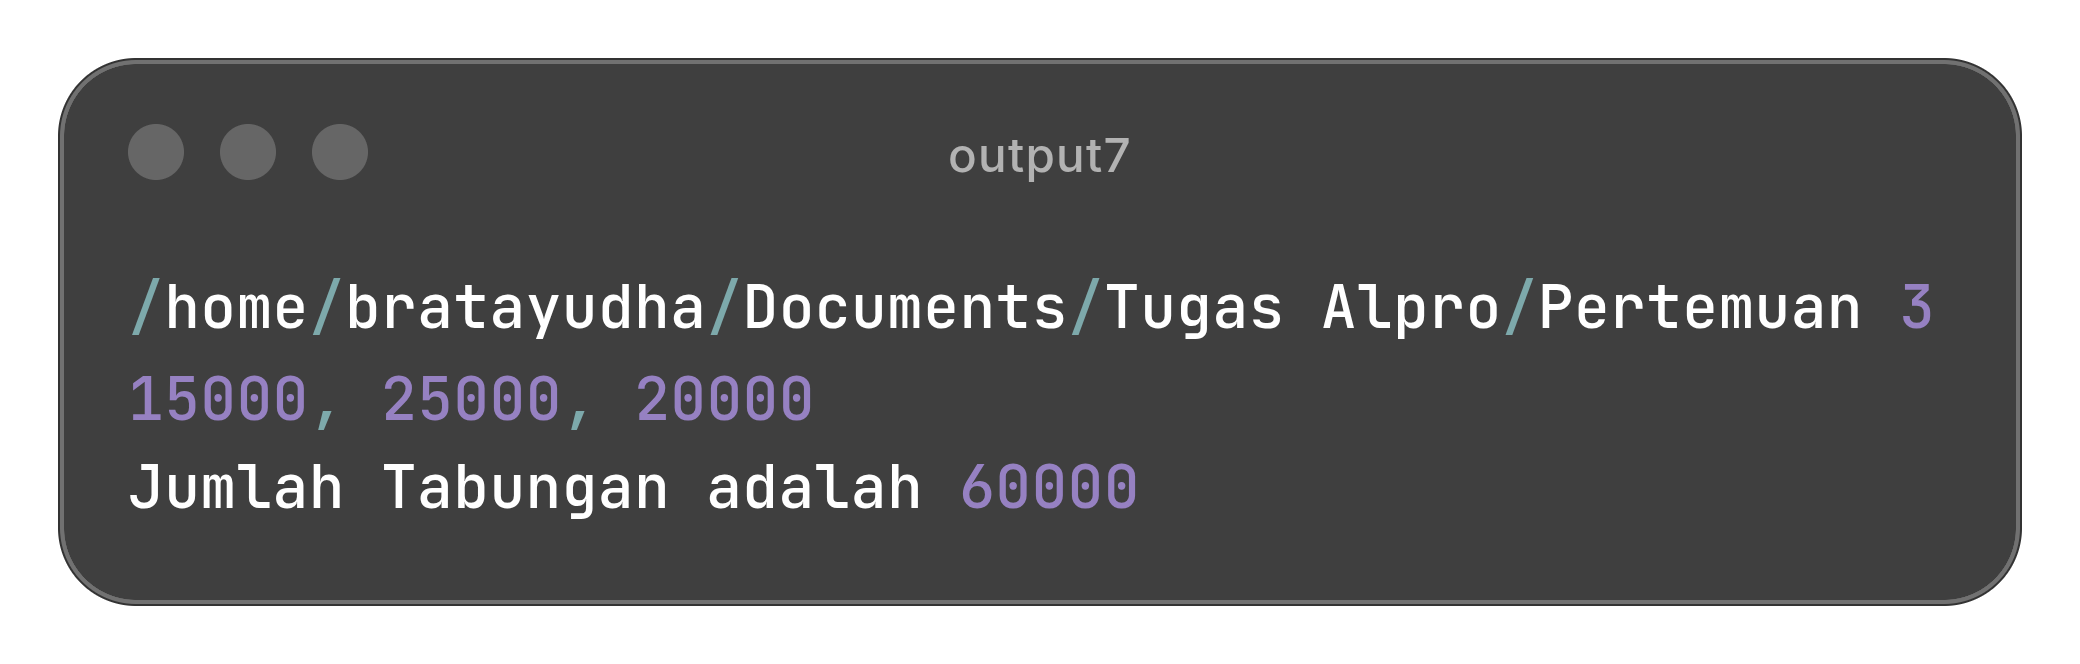 output7
/home/bratayudha/Documents/Tugas Alpro/Pertemuan 3
15000, 25000, 20000
Jumlah Tabungan adalah 60000